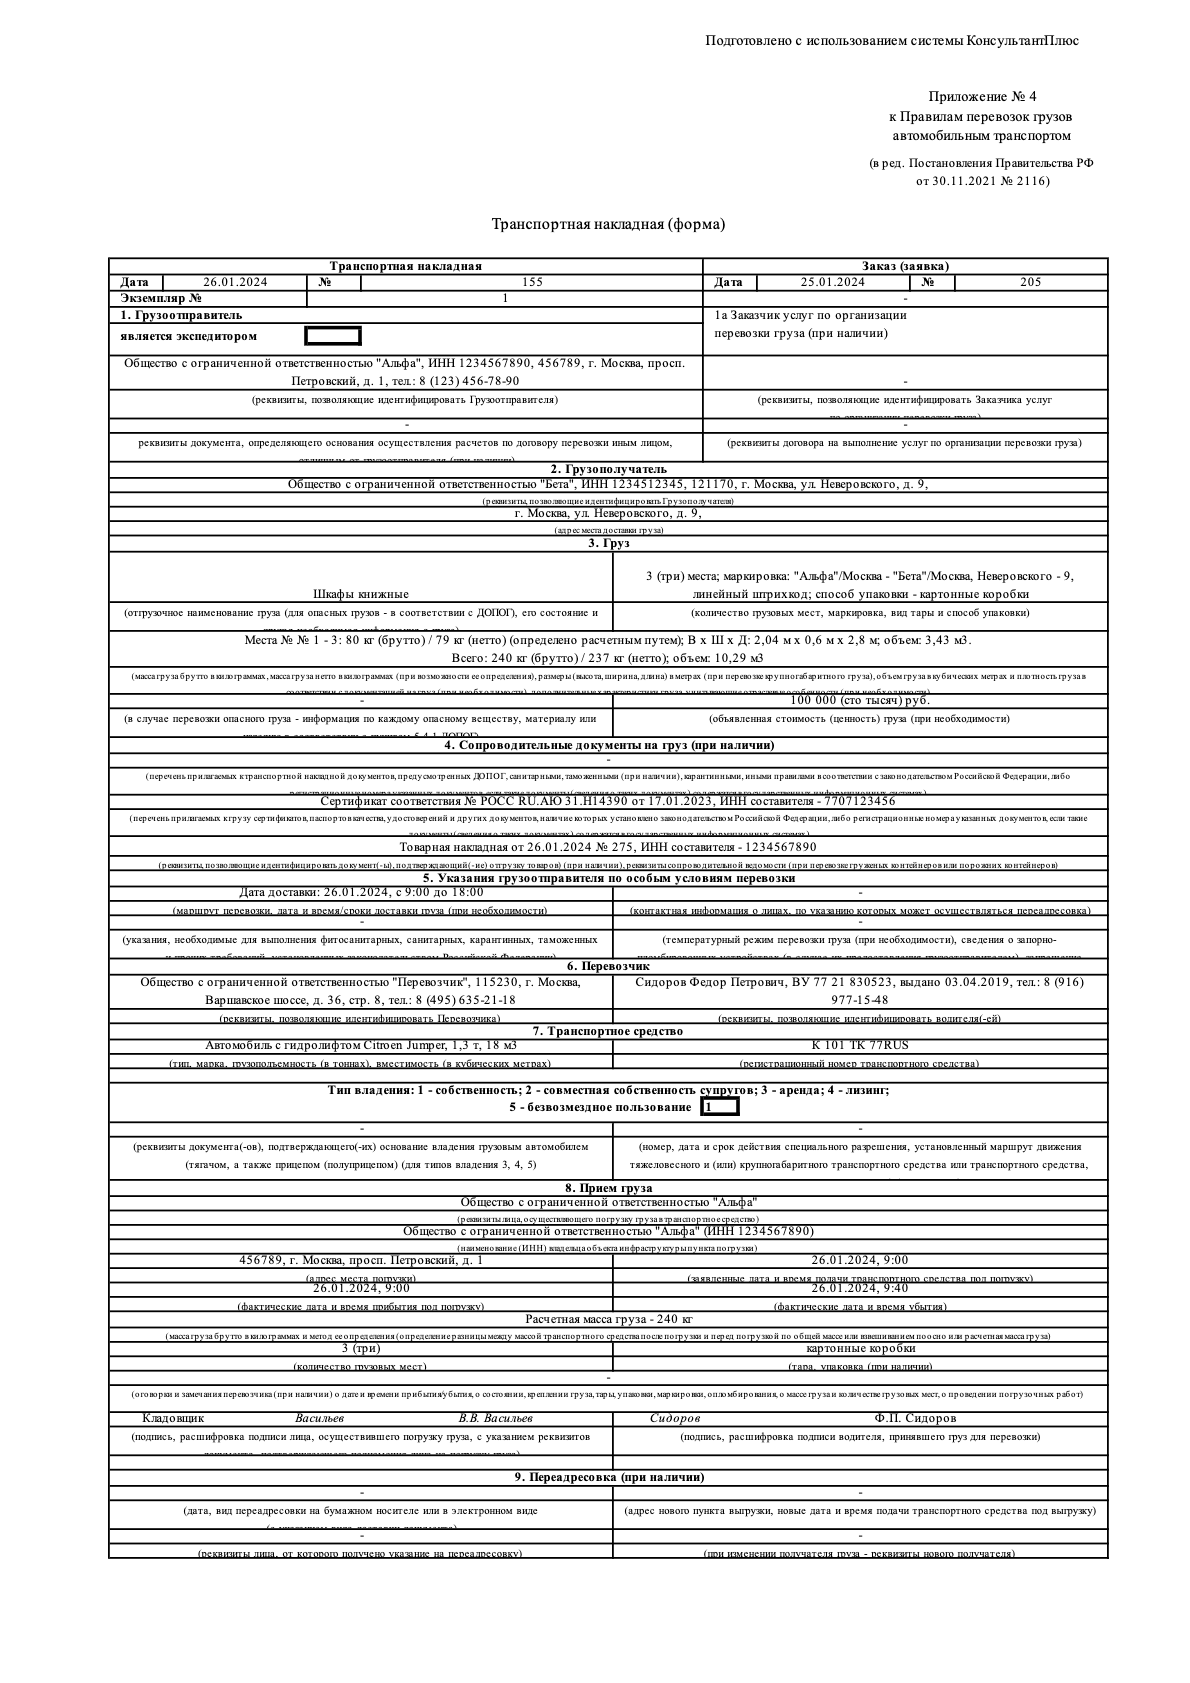 Подготовлено с использованием системы КонсультантПлюс
Приложение № 4
к Правилам перевозок грузов
автомобильным транспортом
(в ред. Постановления Правительства РФ
от 30.11.2021 № 2116)
Транспортная накладная (форма)
Транспортная накладная Заказ (заявка)
Дата 26.01.2024 № 155 Дата 25.01.2024 № 205
Экземпляр № 1 -
1. Грузоотправитель 1а Заказчик услуг по организации
является экспедитором перевозки груза (при наличии)
Общество с ограниченной ответственностью "Альфа", ИНН 1234567890, 456789, г. Москва, просп.
Петровский, д. 1, тел.: 8 (123) 456-78-90 -
(реквизиты, позволяющие идентифицировать Грузоотправителя) (реквизиты, позволяющие идентифицировать Заказчика услуг
по организации перевозки груза)
- -
реквизиты документа, определяющего основания осуществления расчетов по договору перевозки иным лицом, (реквизиты договора на выполнение услуг по организации перевозки груза)
отличным от грузоотправителя (при наличии)
2. Грузополучатель
Общество с ограниченной ответственностью "Бета", ИНН 1234512345, 121170, г. Москва, ул. Неверовского, д. 9,
(реквизиты, позволяющие идентифицировать Грузополучателя)
г. Москва, ул. Неверовского, д. 9,
(адрес места доставки груза)
3. Груз
3 (три) места; маркировка: "Альфа"/Москва - "Бета"/Москва, Неверовского - 9,
Шкафы книжные линейный штрихкод; способ упаковки - картонные коробки
(отгрузочное наименование груза (для опасных грузов - в соответствии с ДОПОГ), его состояние и (количество грузовых мест, маркировка, вид тары и способ упаковки)
Места № № 1 - 3: 80 кг (брутто) / 79 кг (нетто) (определено расчетным путем); В х Ш х Д: 2,04 м х 0,6 м х 2,8 м; объем: 3,43 м3.
Всего: 240 кг (брутто) / 237 кг (нетто); объем: 10,29 м3
(масса груза брутто в килограммах, масса груза нетто в килограммах (при возможности ее определения), размеры (высота, ширина, длина) в метрах (при перевозке крупногабаритного груза), объем груза в кубических метрах и плотность груза в
соответствии с документацией на груз (при необходимости), дополнительные характеристики груза, учитывающие отраслевые особенности (при необходимости)
- 100 000 (сто тысяч) руб.
(в случае перевозки опасного груза - информация по каждому опасному веществу, материалу или (объявленная стоимость (ценность) груза (при необходимости)
4. Сопроводительные документы на груз (при наличии)
-
(перечень прилагаемых к транспортной накладной документов, предусмотренных ДОПОГ, санитарными, таможенными (при наличии), карантинными, иными правилами в соответствии с законодательством Российской Федерации, либо
Сертификат соответствия № РОСС RU.АЮ 31.Н14390 от 17.01.2023, ИНН составителя - 7707123456
(перечень прилагаемых к грузу сертификатов, паспортов качества, удостоверений и других документов, наличие которых установлено законодательством Российской Федерации, либо регистрационные номера указанных документов, если такие
документы (сведения о таких документах) содержатся в государственных информационных системах)
Товарная накладная от 26.01.2024 № 275, ИНН составителя - 1234567890
(реквизиты, позволяющие идентифицировать документ(-ы), подтверждающий(-ие) отгрузку товаров) (при наличии), реквизиты сопроводительной ведомости (при перевозке груженых контейнеров или порожних контейнеров)
5. Указания грузоотправителя по особым условиям перевозки
Дата доставки: 26.01.2024, с 9:00 до 18:00 -
(маршрут перевозки, дата и время/сроки доставки груза (при необходимости) (контактная информация о лицах, по указанию которых может осуществляться переадресовка)
- -
(указания, необходимые для выполнения фитосанитарных, санитарных, карантинных, таможенных (температурный режим перевозки груза (при необходимости), сведения о запорно-
и прочих требований, установленных законодательством Российской Федерации)
6. Перевозчик
Общество с ограниченной ответственностью "Перевозчик", 115230, г. Москва, Сидоров Федор Петрович, ВУ 77 21 830523, выдано 03.04.2019, тел.: 8 (916)
Варшавское шоссе, д. 36, стр. 8, тел.: 8 (495) 635-21-18 977-15-48
(реквизиты, позволяющие идентифицировать Перевозчика) (реквизиты, позволяющие идентифицировать водителя(-ей)
7. Транспортное средство
Автомобиль с гидролифтом Citroen Jumper, 1,3 т, 18 м3 К 101 ТК 77RUS
(тип, марка, грузоподъемность (в тоннах), вместимость (в кубических метрах) (регистрационный номер транспортного средства)
Тип владения: 1 - собственность; 2 - совместная собственность супругов; 3 - аренда; 4 - лизинг;
5 - безвозмездное пользование 1
- -
(реквизиты документа(-ов), подтверждающего(-их) основание владения грузовым автомобилем (номер, дата и срок действия специального разрешения, установленный маршрут движения
(тягачом, а также прицепом (полуприцепом) (для типов владения 3, 4, 5) тяжеловесного и (или) крупногабаритного транспортного средства или транспортного средства,
8. Прием груза
Общество с ограниченной ответственностью "Альфа"
(реквизиты лица, осуществляющего погрузку груза в транспортное средство)
Общество с ограниченной ответственностью "Альфа" (ИНН 1234567890)
(наименование (ИНН) владельца объекта инфраструктуры пункта погрузки)
456789, г. Москва, просп. Петровский, д. 1 26.01.2024, 9:00
(адрес места погрузки) (заявленные дата и время подачи транспортного средства под погрузку)
26.01.2024, 9:00 26.01.2024, 9:40
(фактические дата и время прибытия под погрузку) (фактические дата и время убытия)
Расчетная масса груза - 240 кг
(масса груза брутто в килограммах и метод ее определения (определение разницы между массой транспортного средства после погрузки и перед погрузкой по общей массе или взвешиванием поосно или расчетная масса груза)
3 (три) картонные коробки
(количество грузовых мест) (тара, упаковка (при наличии)
-
(оговорки и замечания перевозчика (при наличии) о дате и времени прибытия/убытия, о состоянии, креплении груза, тары, упаковки, маркировки, опломбирования, о массе груза и количестве грузовых мест, о проведении погрузочных работ)
Кладовщик Васильев В.В. Васильев Сидоров Ф.П. Сидоров
(подпись, расшифровка подписи лица, осуществившего погрузку груза, с указанием реквизитов (подпись, расшифровка подписи водителя, принявшего груз для перевозки)
9. Переадресовка (при наличии)
- -
(дата, вид переадресовки на бумажном носителе или в электронном виде (адрес нового пункта выгрузки, новые дата и время подачи транспортного средства под выгрузку)
- -
(реквизиты лица, от которого получено указание на переадресовку) (при изменении получателя груза - реквизиты нового получателя)